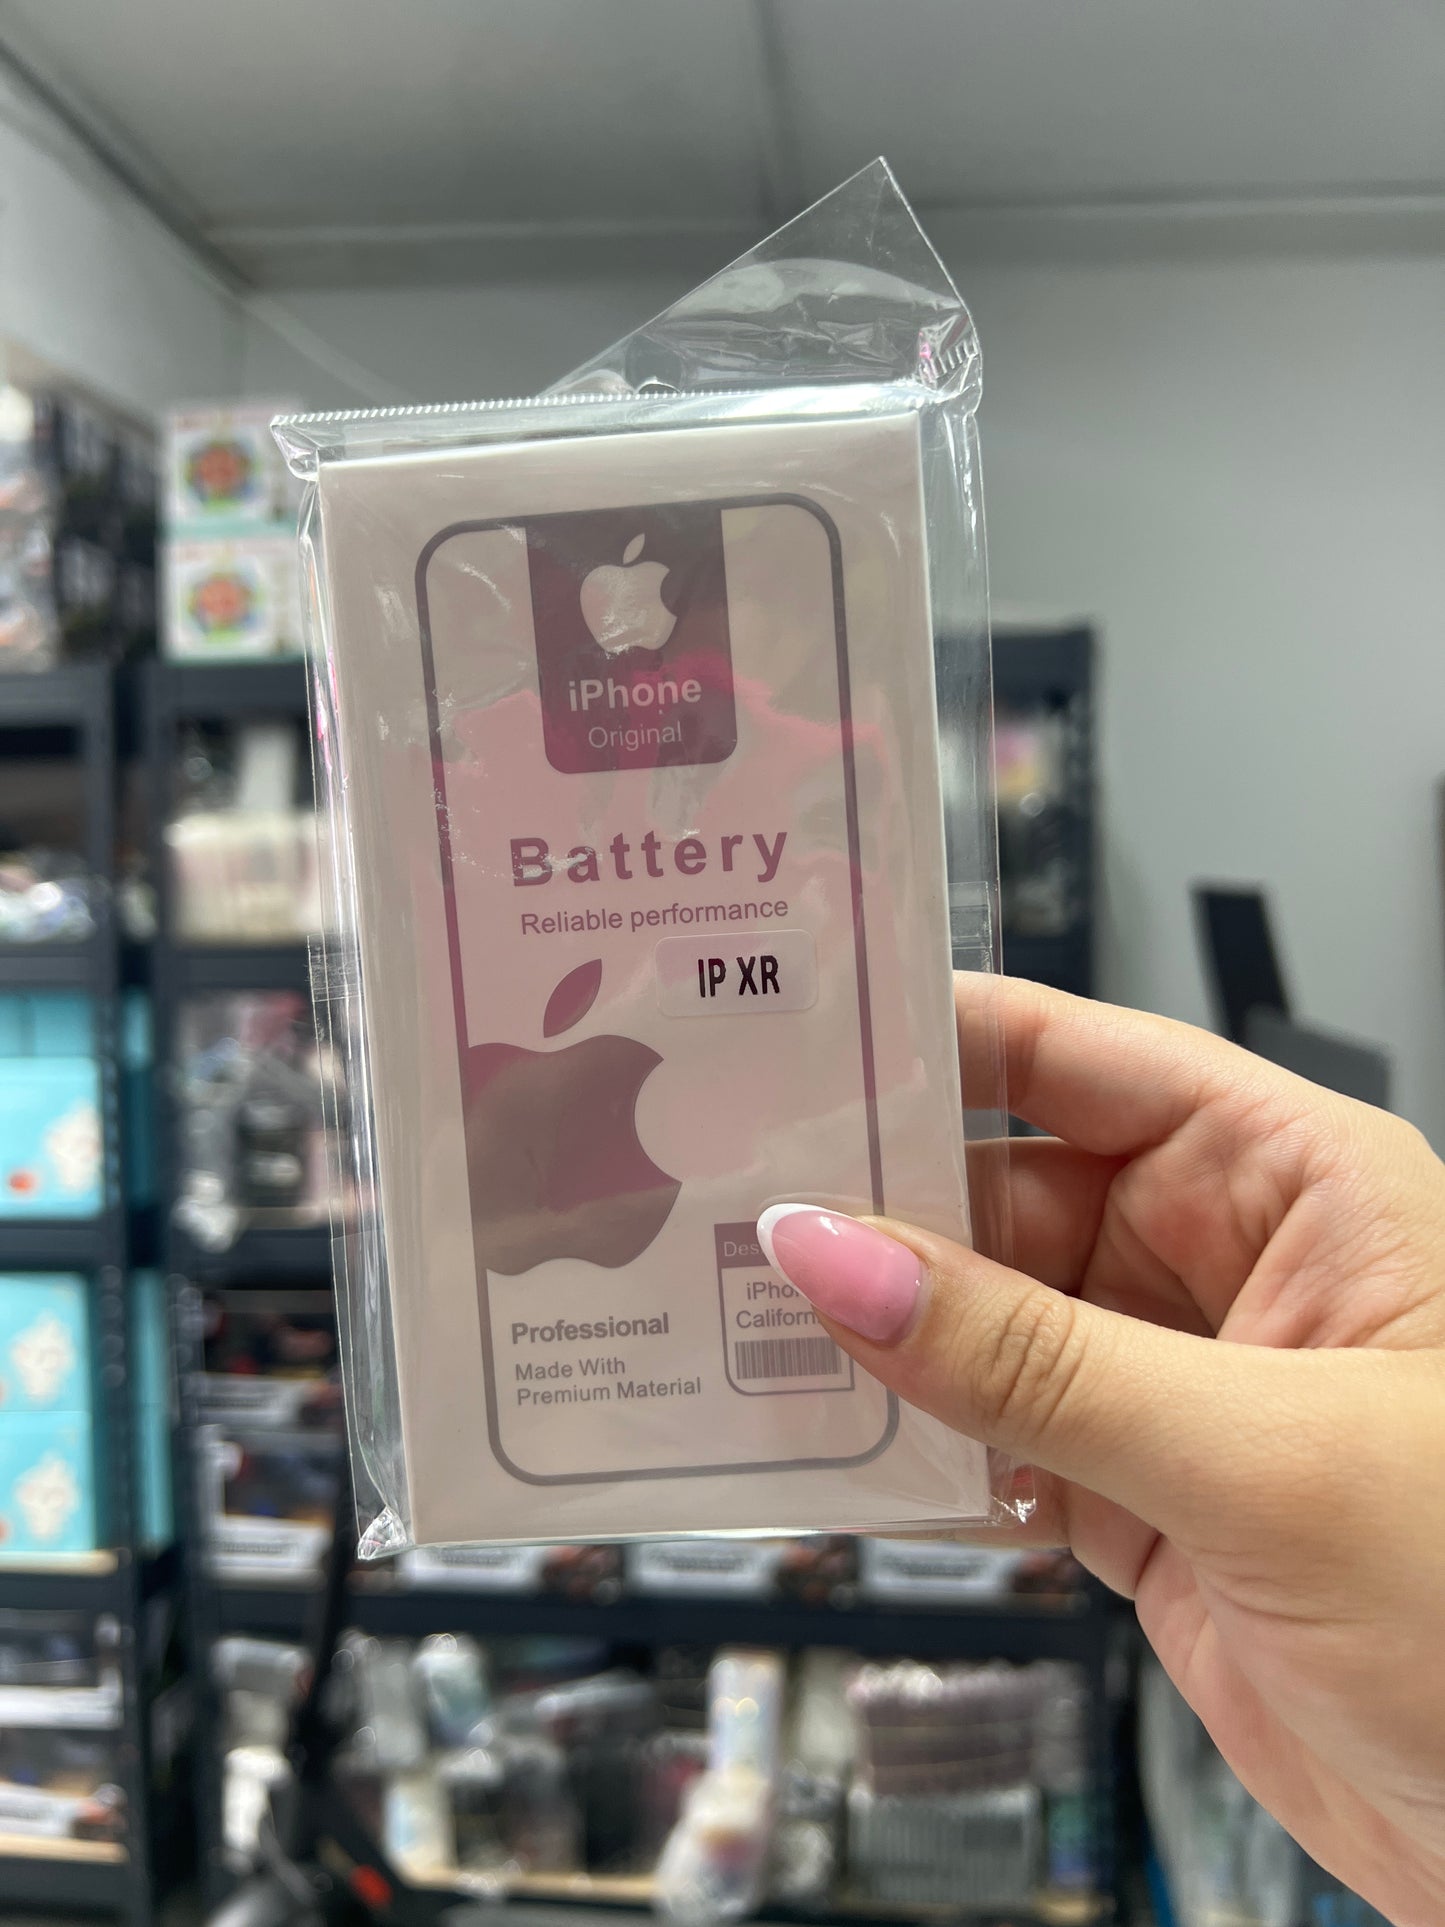 iPhone
Original
Battery
Reliable performance
IP XR
Professional
Made With
Premium Material